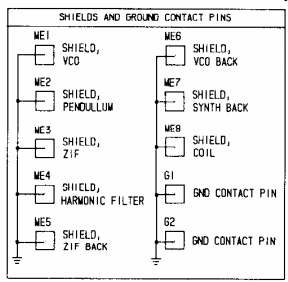 SHIELDS AND GROUND CONTACT PINS
ME1
SHIELD,
VCO
ME2
SHIELD,
PENDULLUM
ME3
SHIELD,
ZIF
ME4
SHIELD,
HARMONIC FILTER
ME5
SHIELD,
ZIF BACK
ME6
SHIELD,
VCO BACK
ME7
SHIELD,
SYNTH BACK
ME8
SHIELD,
COIL
G1
GND CONTACT PIN
G2
GND CONTACT PIN